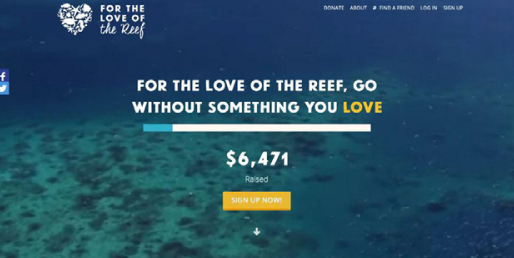 FOR THE
LOVE OF
the Reef
DONATE ABOUT FIND A FRIEND LOG IN SIGN UP
FOR THE LOVE OF THE REEF, GO
WITHOUT SOMETHING YOU LOVE
$6,471
Raised
SIGN UP NOW!